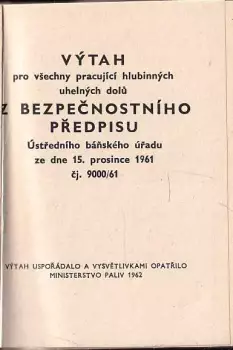 VÝTAH
pro všechny pracující hlubinných
uhelných dolů
Z BEZPEČNOSTNÍHO
PŘEDPISU
Ústředního báňského úřadu
ze dne 15. prosince 1961
čj. 9000/61
VÝTAH USPOŘÁDALO A VYSVĚTLIVKAMI OPATŘILO
MINISTERSTVO PALIV 1962